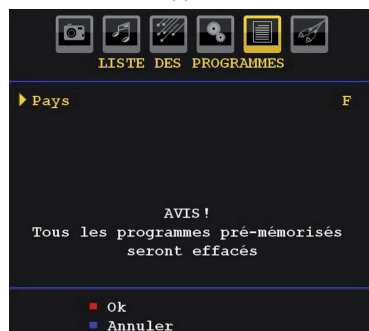 LISTE DES PROGRAMMES
Pays F
AVIS!
Tous les programmes pré-mémorisés
seront effacés
Ok
Annuler